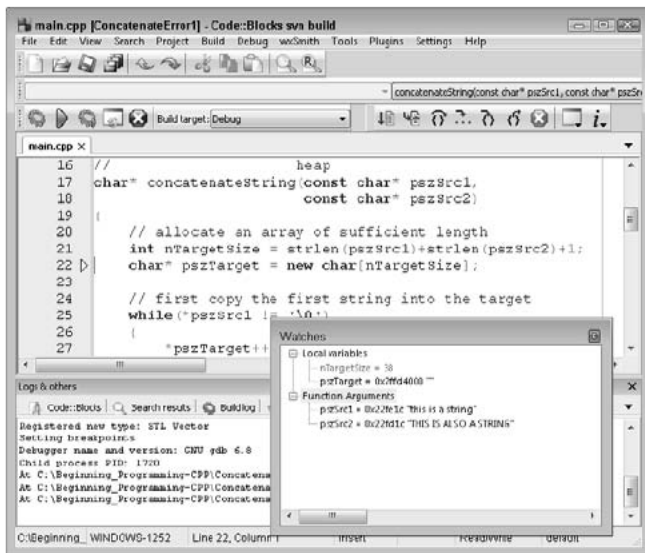 main.cpp [ConcatenateError1] - Code::Blocks svn build
File Edit View Search Project Build Debug wxSmith Tools Plugins Settings Help
concatenateString(const char* pszSrc1, const char* pszSr
Build target: Debug
main.cpp ×
16 // heap
17 char* concatenateString(const char* pszSrc1,
18 const char* pszSrc2)
19 {
20 // allocate an array of sufficient length
21 int nTargetSize = strlen(pszSrc1)+strlen(pszSrc2)+1;
22 char* pszTarget = new char[nTargetSize];
23
24 // first copy the first string into the target
25 while(*pszSrc1 != '\0')
26 {
27 *pszTarget++
Watches
Local variables
nTargetSize = 38
pszTarget = 0x2ffd4000 ""
Function Arguments
pszSrc1 = 0x22fe1c "this is a string"
pszSrc2 = 0x22fd1c "THIS IS ALSO A STRING"
Logs & others
Code::Blocks Search results Build log
Registered new type: STL Vector
Setting breakpoints
Debugger name and version: GNU gdb 6.8
Child process PID: 1720
At C:\Beginning_Programming-CPP\Concatena
At C:\Beginning_Programming-CPP\Concatena
At C:\Beginning_Programming-CPP\Concatena
C:\Beginning_ WINDOWS-1252 Line 22, Column 1 Insert Read/Write default